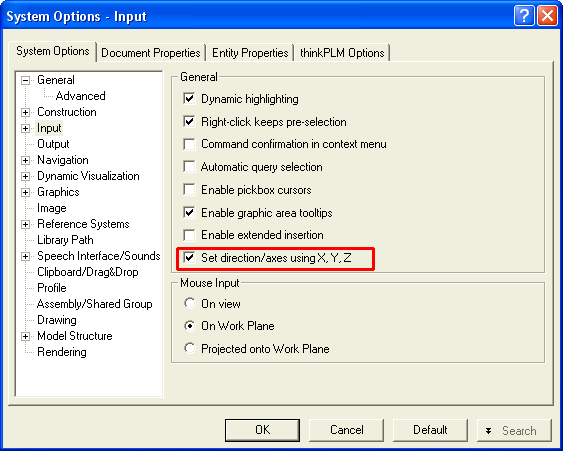 System Options - Input
System Options
Document Properties
Entity Properties
thinkPLM Options
General
Advanced
Construction
Input
Output
Navigation
Dynamic Visualization
Graphics
Image
Reference Systems
Library Path
Speech Interface/Sounds
Clipboard/Drag&Drop
Profile
Assembly/Shared Group
Drawing
Model Structure
Rendering
General
Dynamic highlighting
Right-click keeps pre-selection
Command confirmation in context menu
Automatic query selection
Enable pickbox cursors
Enable graphic area tooltips
Enable extended insertion
Set direction/axes using X, Y, Z
Mouse Input
On view
On Work Plane
Projected onto Work Plane
OK
Cancel
Default
Search